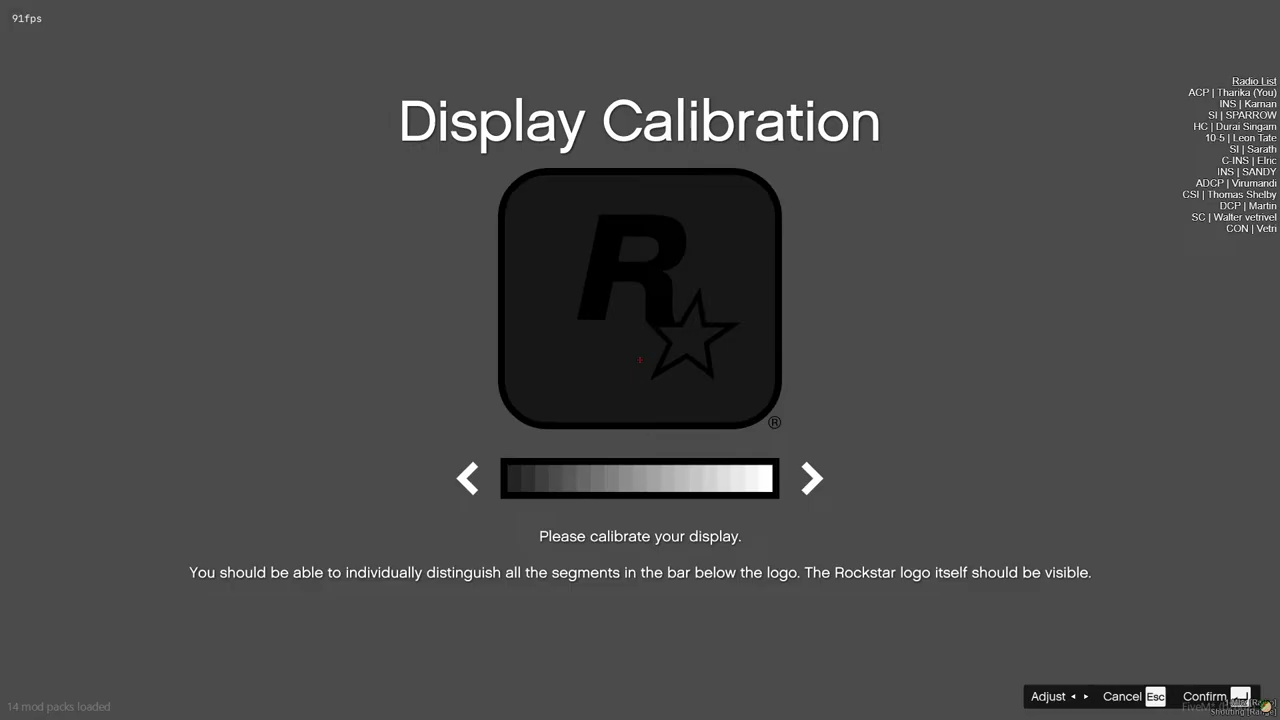 91fps
Radio List
ACP | Tharika (You)
INS | Karnan
SI | SPARROW
HC | Durai Singam
10-5 | Leon Tate
SI | Sarath
C-INS | Elric
INS | SANDY
ADCP | Virumandi
CSI | Thomas Shelby
DCP | Martin
SC | Walter vetrivel
CON | Vetri
Display Calibration
R
®
Please calibrate your display.
You should be able to individually distinguish all the segments in the bar below the logo. The Rockstar logo itself should be visible.
Adjust Cancel Esc Confirm
14 mod packs loaded
FiveM
Shouting [Range]